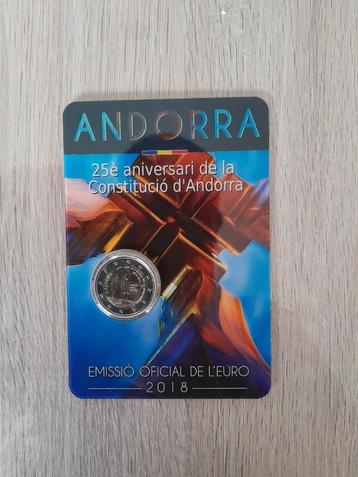 ANDORRA
25è aniversari de la
Constitució d'Andorra
EMISSIÓ OFICIAL DE L'EURO
2018